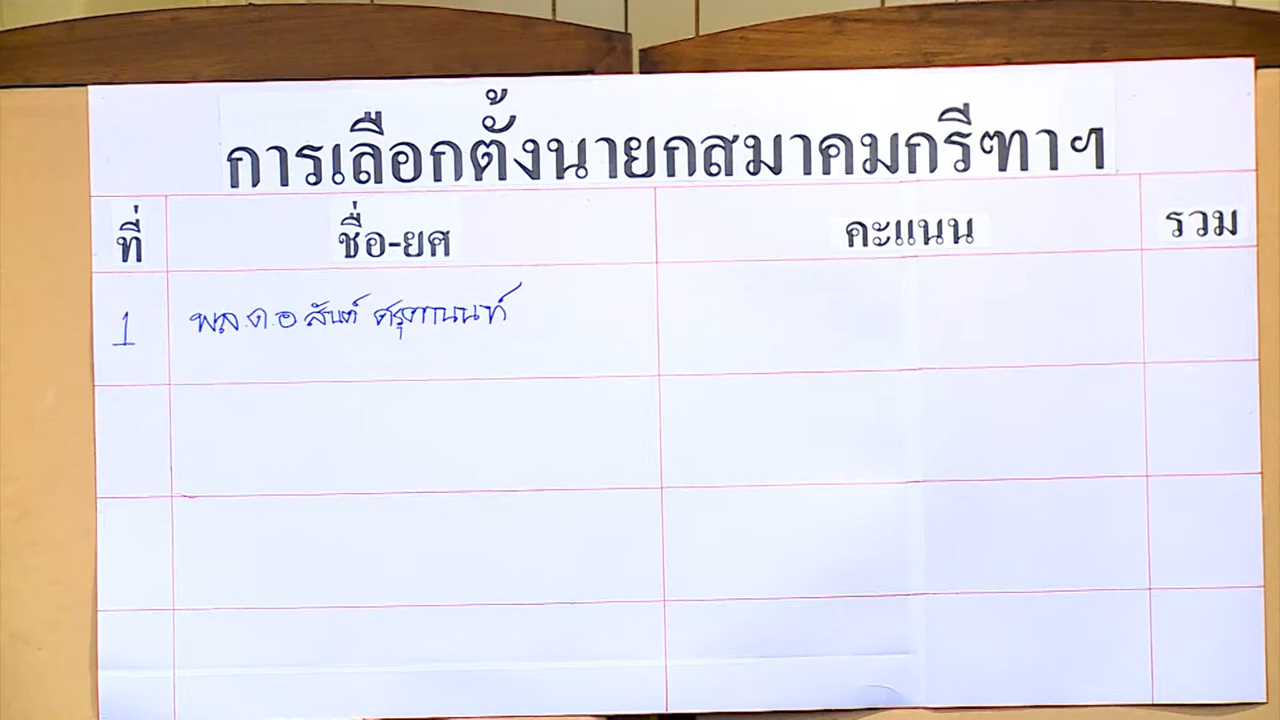 การเลือกตั้งนายกสมาคมกรีฑาฯ
ที่ ชื่อ-ยศ คะแนน รวม
1 พล.ต.อ สันต์ ศรุตานนท์